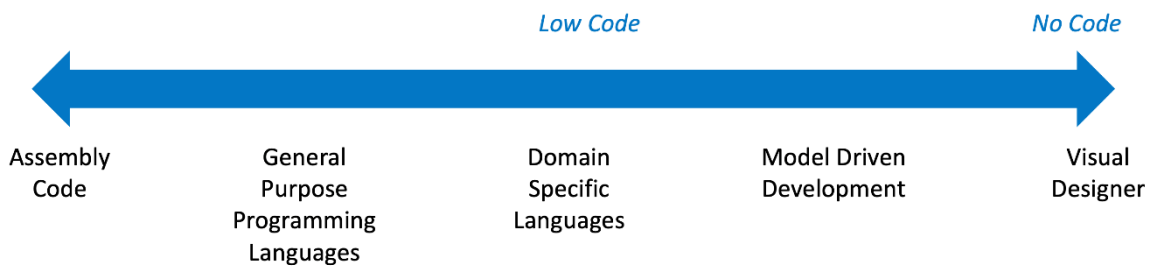 Low Code
No Code
Assembly
Code
General
Purpose
Programming
Languages
Domain
Specific
Languages
Model Driven
Development
Visual
Designer